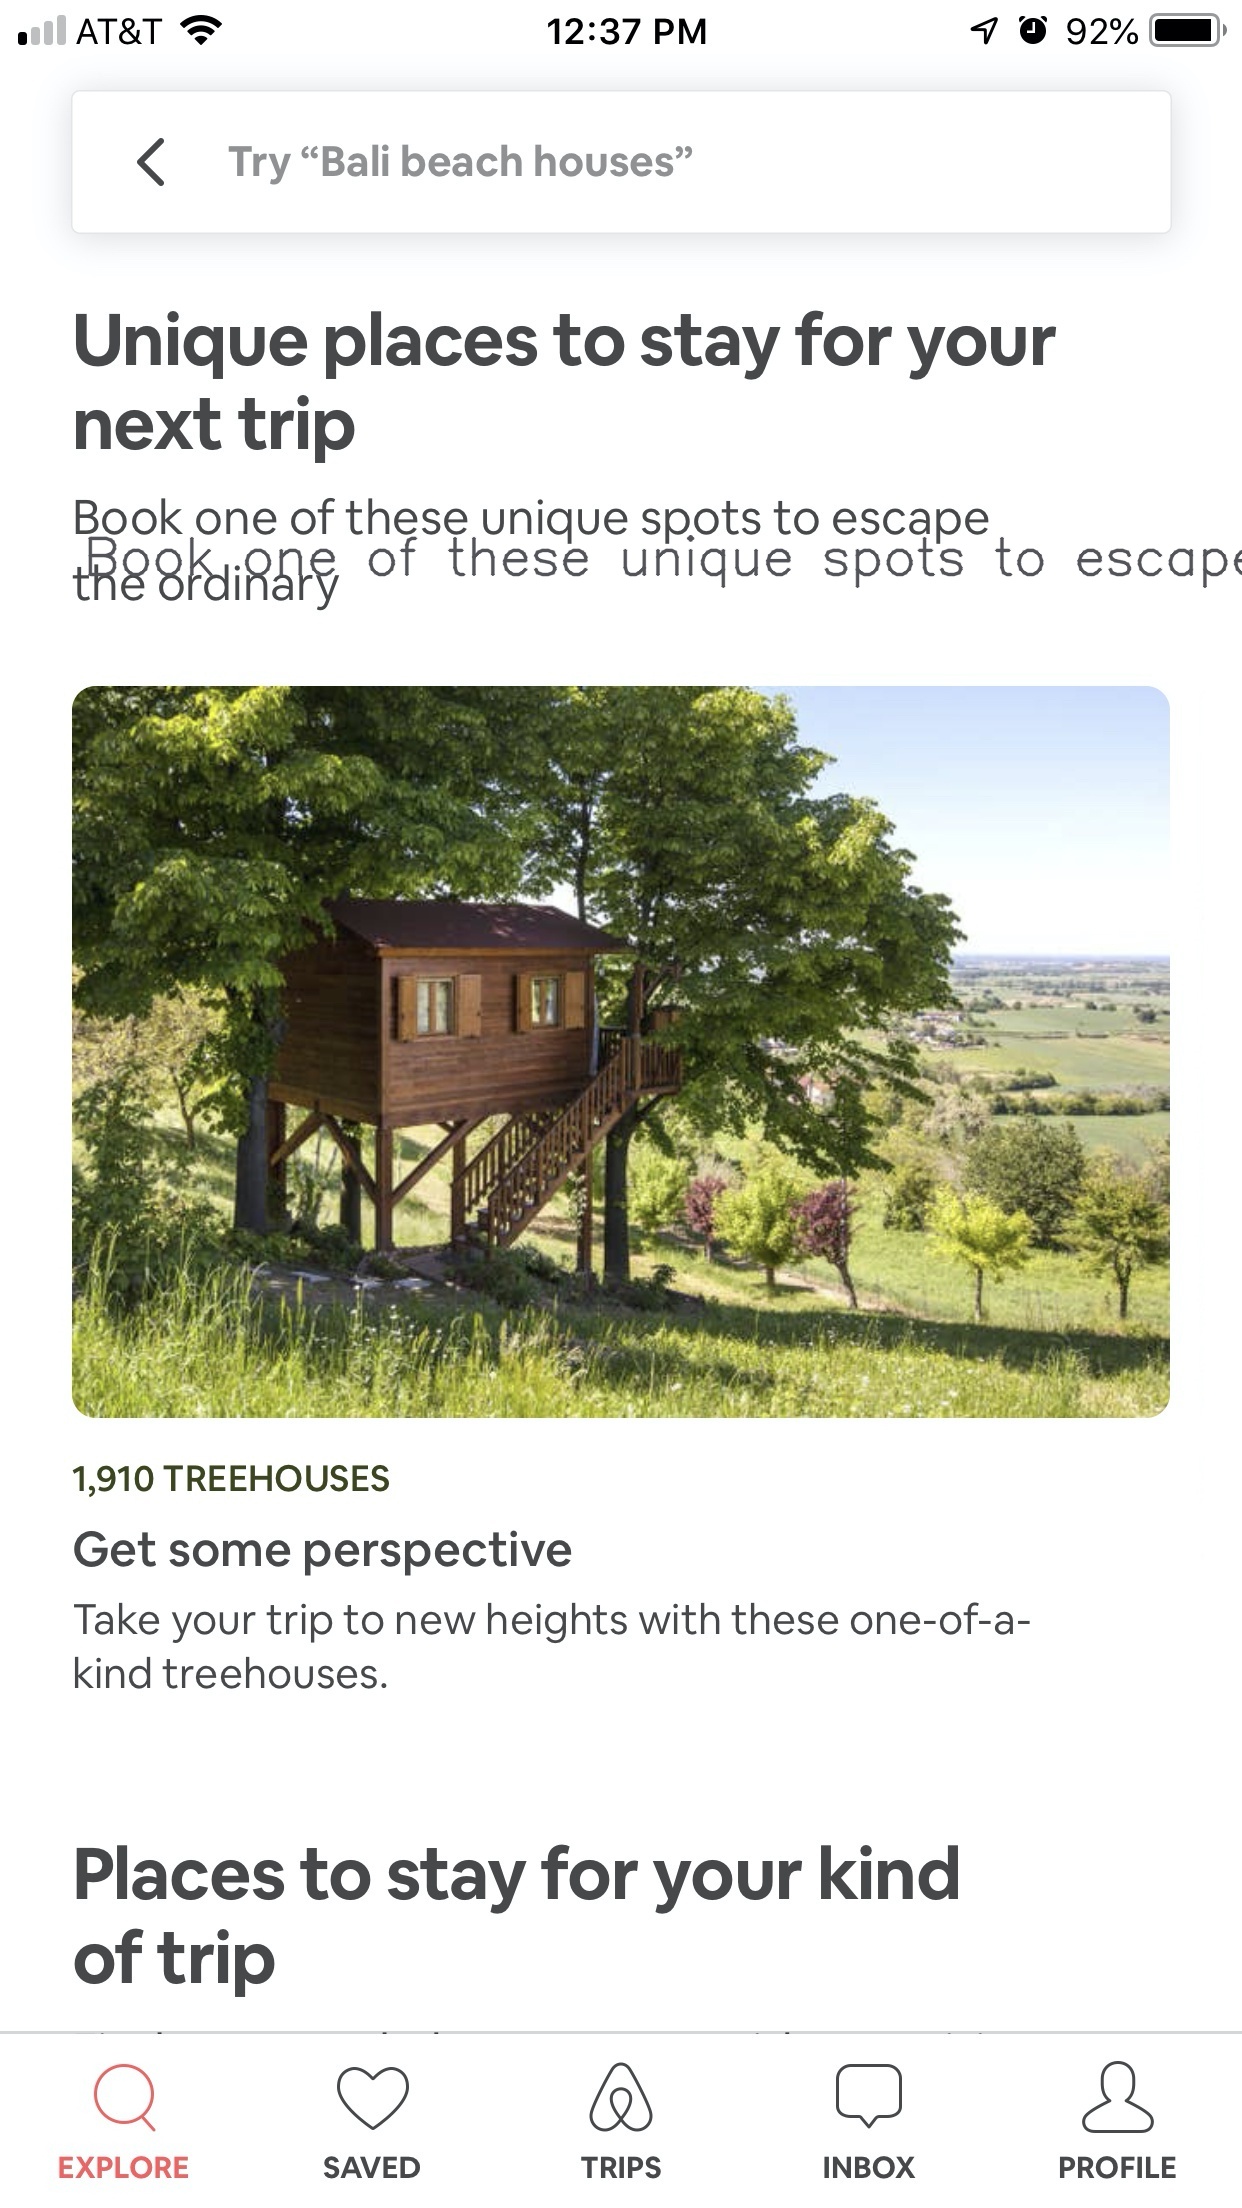 AT&T 12:37 PM 92%
Try “Bali beach houses”
Unique places to stay for your
next trip
Book one of these unique spots to escape
Book one of these unique spots to escape
the ordinary
1,910 TREEHOUSES
Get some perspective
Take your trip to new heights with these one-of-a-
kind treehouses.
Places to stay for your kind
of trip
EXPLORE SAVED TRIPS INBOX PROFILE